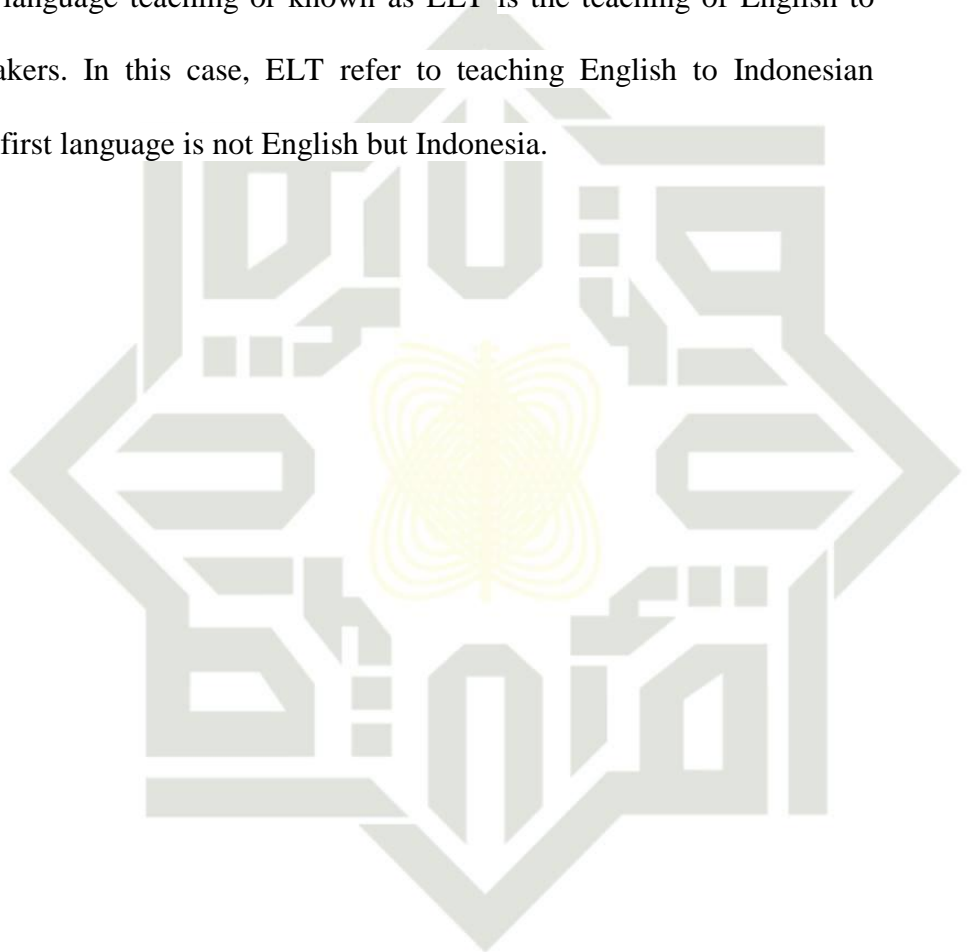 language teaching or known as ELT is the teaching of English to
akers. In this case, ELT refer to teaching English to Indonesian
first language is not English but Indonesia.